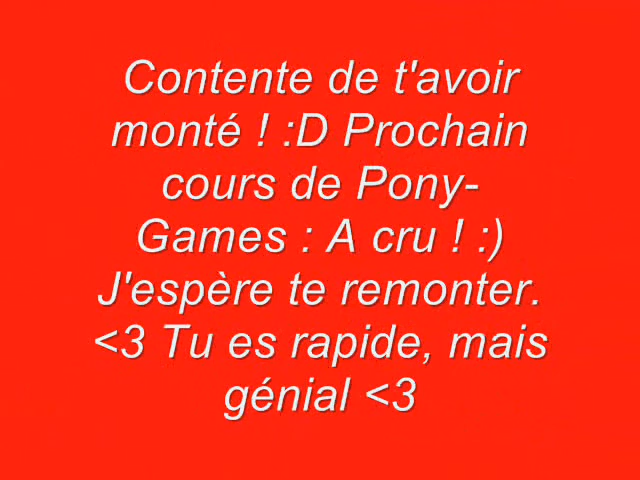 Contente de t'avoir
monté ! :D Prochain
cours de Pony-
Games : A cru ! :)
J'espère te remonter.
<3 Tu es rapide, mais
génial <3